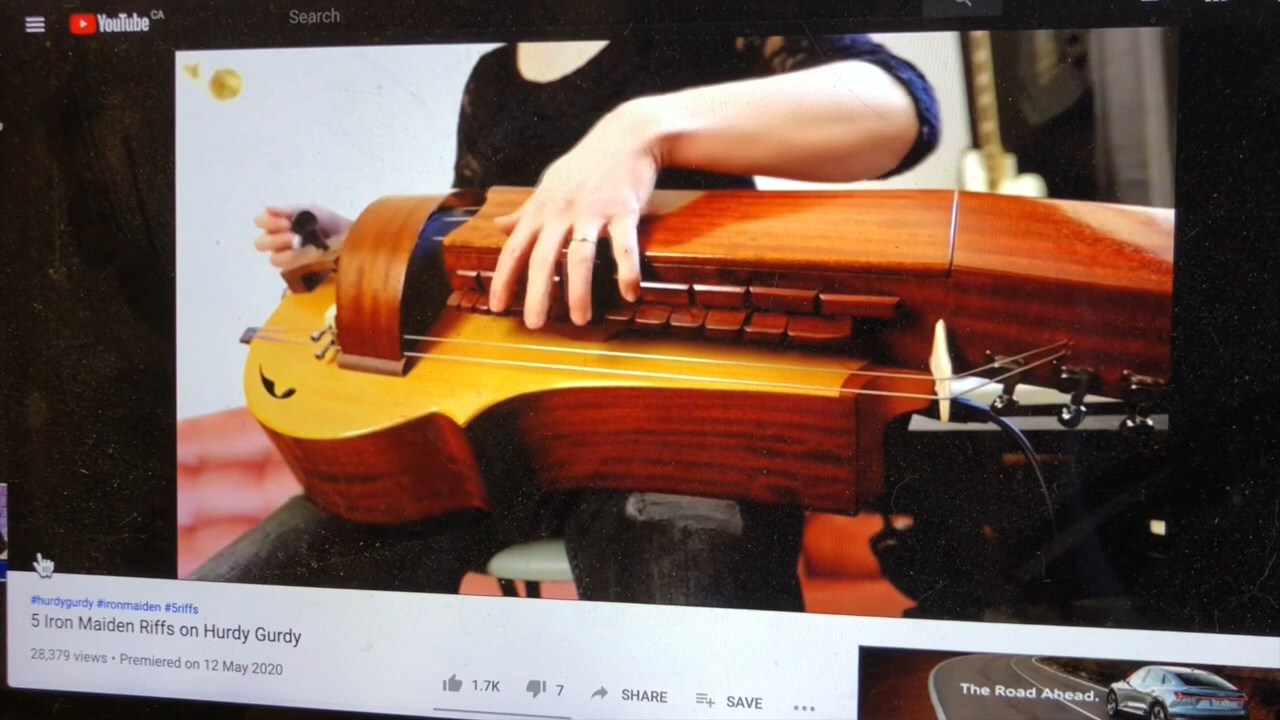 YouTube CA
Search
#hurdygurdy #ironmaiden #5riffs
5 Iron Maiden Riffs on Hurdy Gurdy
28,379 views • Premiered on 12 May 2020
1.7K
7
SHARE
SAVE
The Road Ahead.